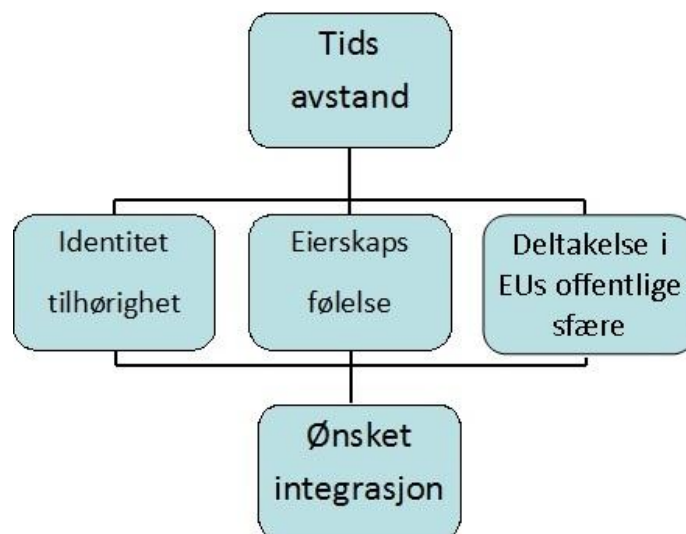 Tids
avstand
Identitet
tilhørighet
Eierskaps
følelse
Deltakelse i
EUs offentlige
sfære
Ønsket
integrasjon